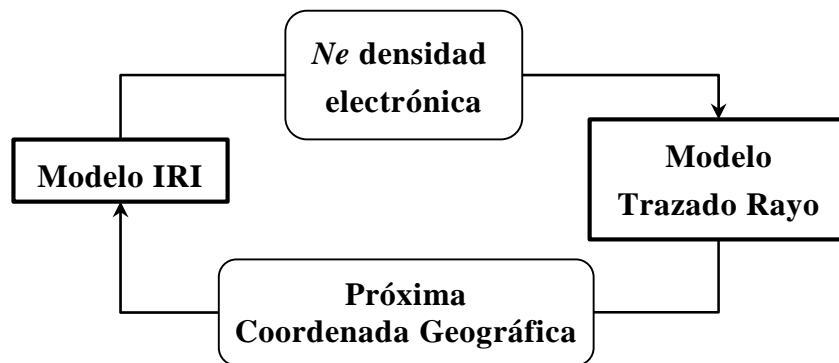 Ne densidad
electrónica
Modelo IRI
Modelo
Trazado Rayo
Próxima
Coordenada Geográfica